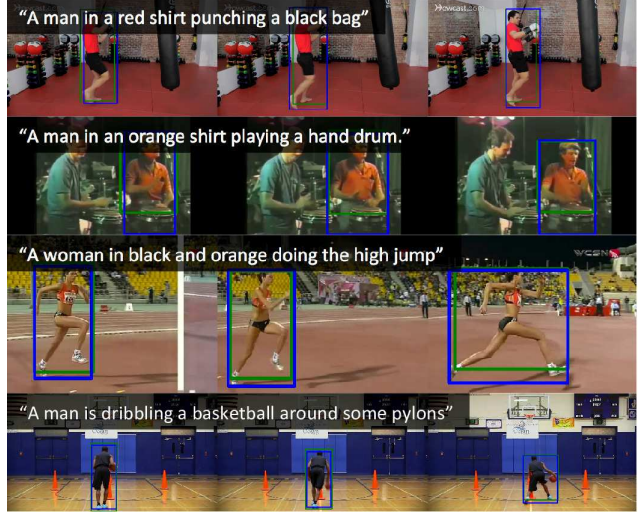 “A man in a red shirt punching a black bag”
“A man in an orange shirt playing a hand drum.”
“A woman in black and orange doing the high jump”
WCSN
“A man is dribbling a basketball around some pylons”